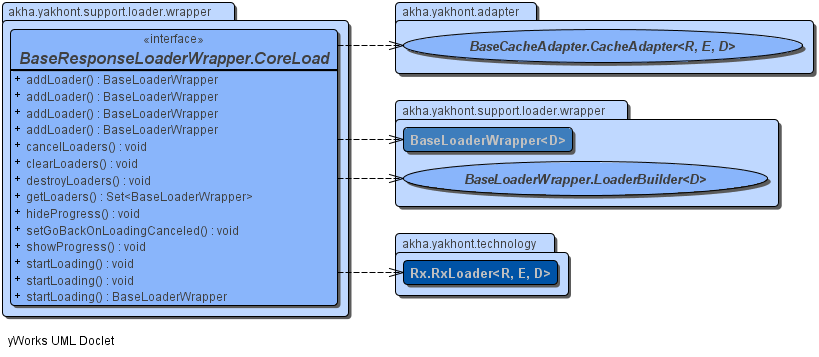 akha.yakhont.support.loader.wrapper
«interface»
BaseResponseLoaderWrapper.CoreLoad
+ addLoader() : BaseLoaderWrapper
+ addLoader() : BaseLoaderWrapper
+ addLoader() : BaseLoaderWrapper
+ addLoader() : BaseLoaderWrapper
+ cancelLoaders() : void
+ clearLoaders() : void
+ destroyLoaders() : void
+ getLoaders() : Set<BaseLoaderWrapper>
+ hideProgress() : void
+ setGoBackOnLoadingCanceled() : void
+ showProgress() : void
+ startLoading() : void
+ startLoading() : void
+ startLoading() : BaseLoaderWrapper
akha.yakhont.adapter
BaseCacheAdapter.CacheAdapter<R, E, D>
akha.yakhont.support.loader.wrapper
BaseLoaderWrapper<D>
BaseLoaderWrapper.LoaderBuilder<D>
akha.yakhont.technology
Rx.RxLoader<R, E, D>
yWorks UML Doclet